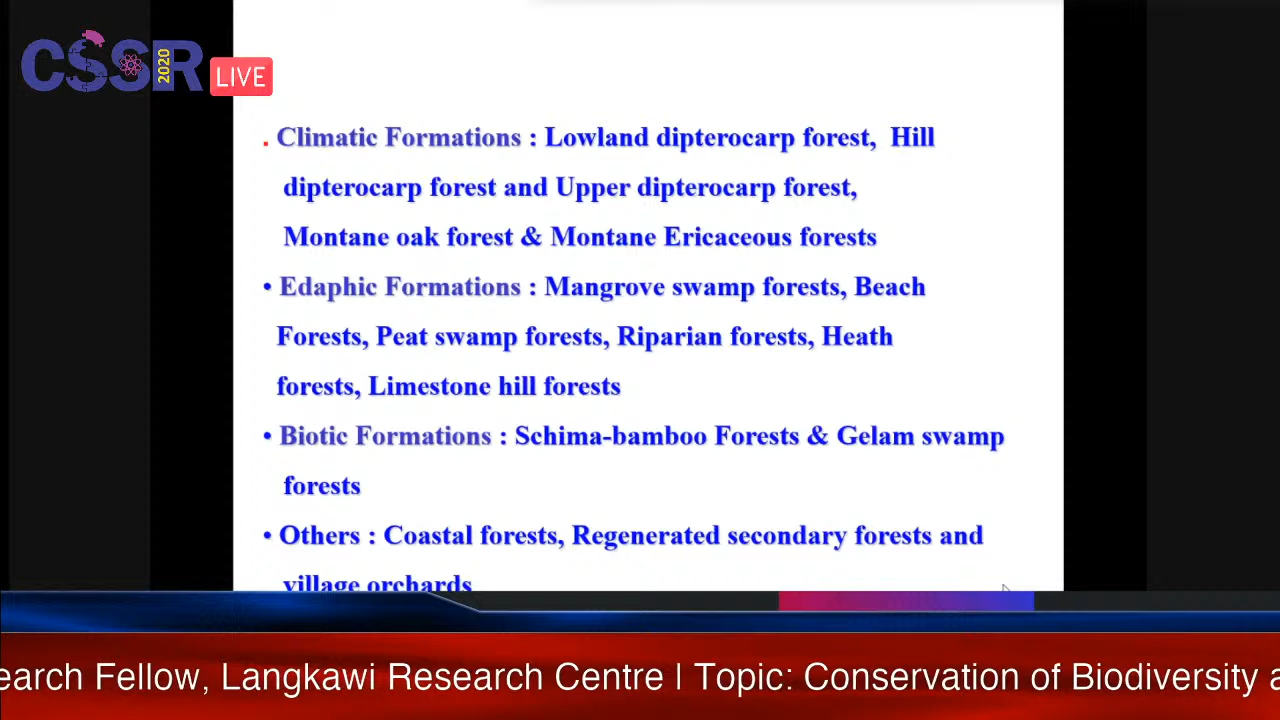 CSSR 2020
LIVE
. Climatic Formations : Lowland dipterocarp forest, Hill
dipterocarp forest and Upper dipterocarp forest,
Montane oak forest & Montane Ericaceous forests
• Edaphic Formations : Mangrove swamp forests, Beach
Forests, Peat swamp forests, Riparian forests, Heath
forests, Limestone hill forests
• Biotic Formations : Schima-bamboo Forests & Gelam swamp
forests
• Others : Coastal forests, Regenerated secondary forests and
village orchards
earch Fellow, Langkawi Research Centre | Topic: Conservation of Biodiversity a